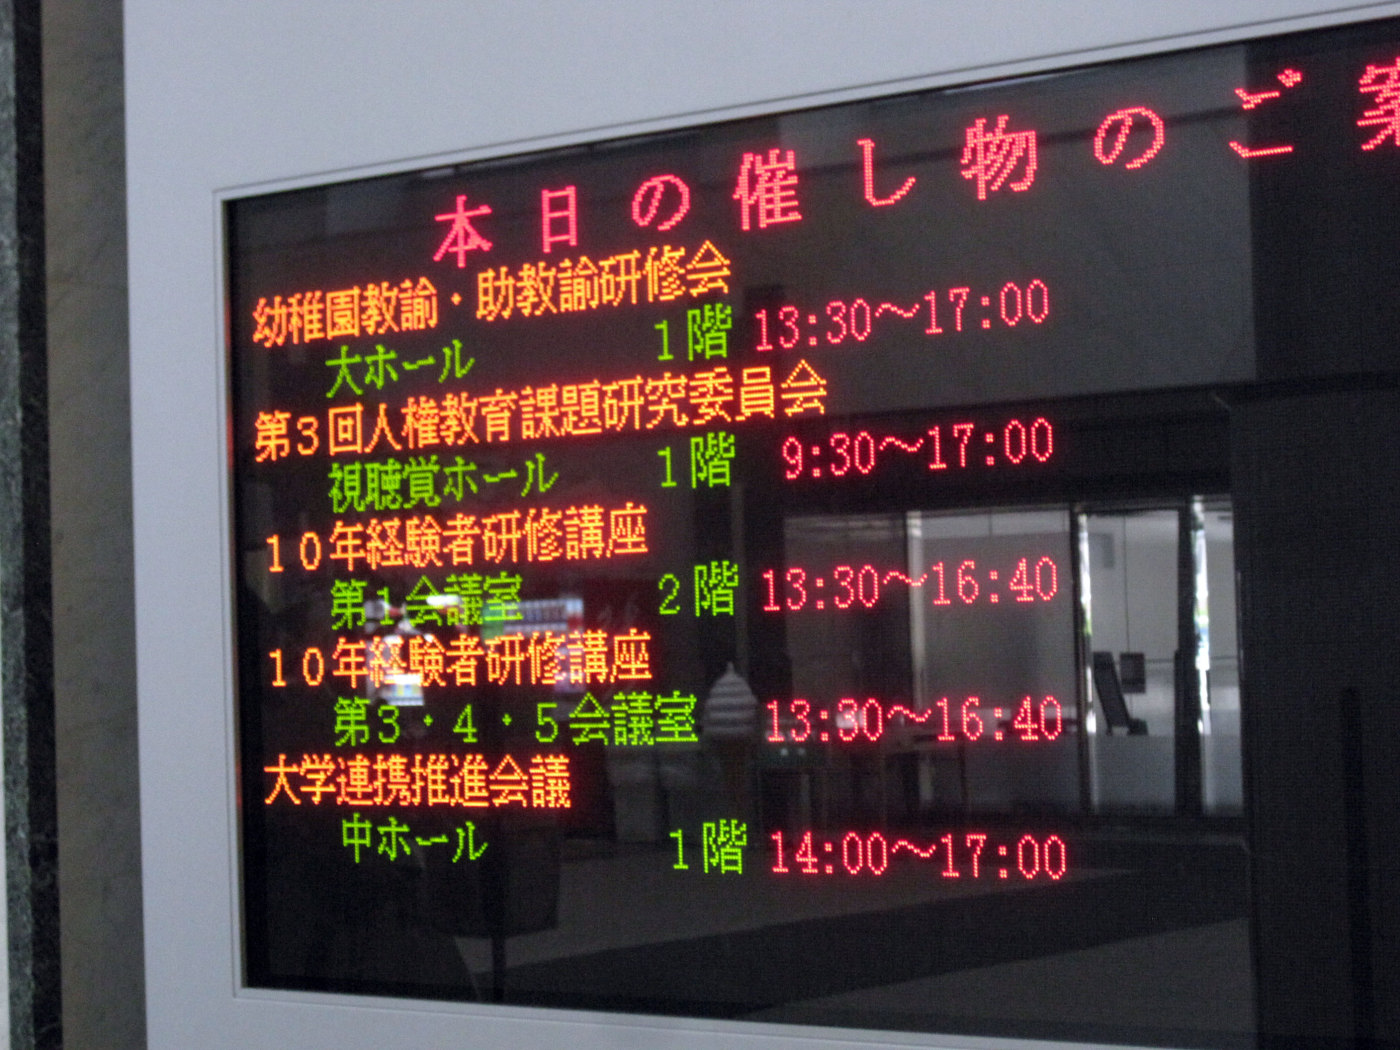 本日の催し物のご案
幼稚園教諭・助教諭研修会
大ホール 1階 13:30～17:00
第3回人権教育課題研究委員会
視聴覚ホール 1階 9:30～17:00
10年経験者研修講座
第1会議室 2階 13:30～16:40
10年経験者研修講座
第3・4・5会議室 13:30～16:40
大学連携推進会議
中ホール 1階 14:00～17:00